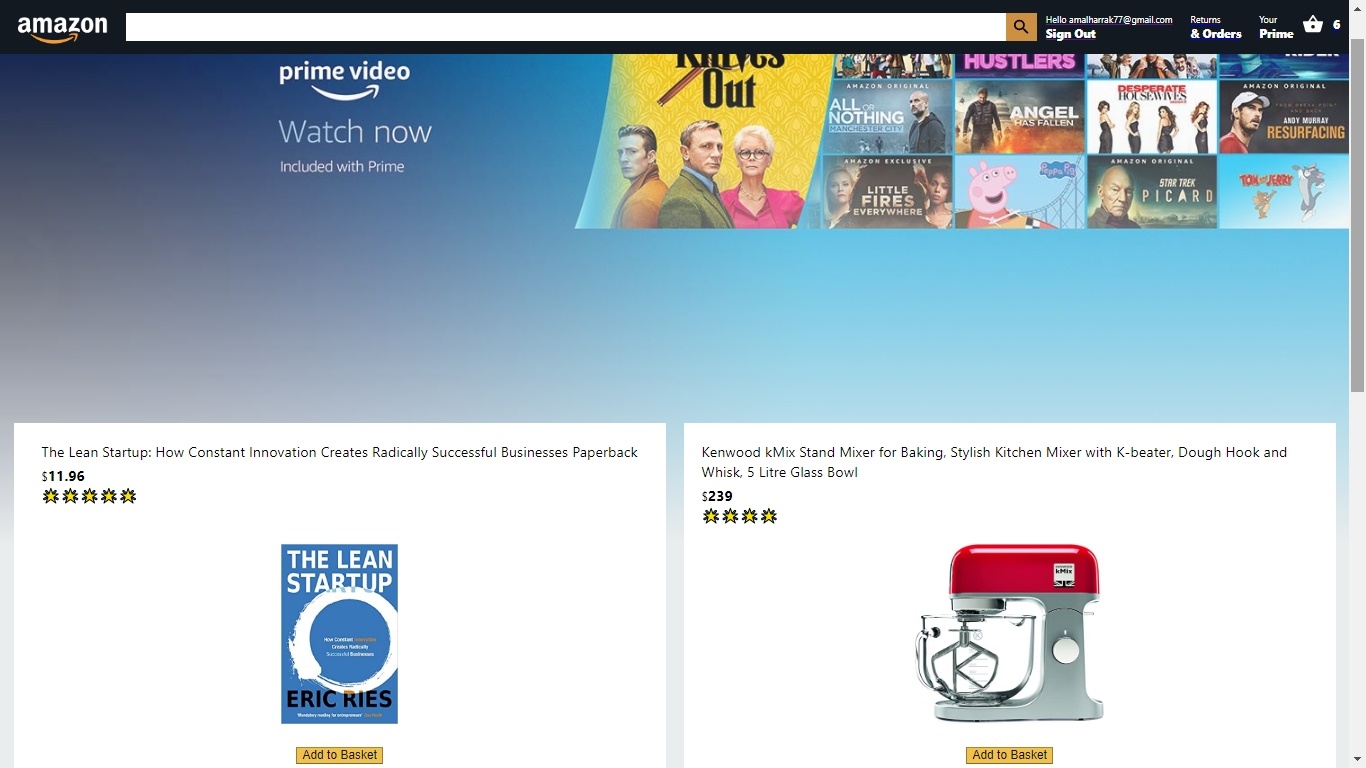 amazon
Hello amalharrak77@gmail.com
Sign Out
Returns
& Orders
Your
Prime
6
prime video
Watch now
Included with Prime
Knives
Out
HUSTLERS
AMAZON ORIGINAL
ALL OR
NOTHING
MANCHESTER CITY
ANGEL
HAS FALLEN
DESPERATE
HOUSEWIVES
AMAZON ORIGINAL
ANDY MURRAY
RESURFACING
AMAZON EXCLUSIVE
LITTLE
FIRES
EVERYWHERE
Peppa Pig
AMAZON ORIGINAL
STAR TREK
PICARD
TOM AND JERRY
The Lean Startup: How Constant Innovation Creates Radically Successful Businesses Paperback
$11.96
THE LEAN
STARTUP
How Constant Innovation
Creates Radically
Successful Businesses
ERIC RIES
'Mandatory reading for entrepreneurs'
Add to Basket
Kenwood kMix Stand Mixer for Baking, Stylish Kitchen Mixer with K-beater, Dough Hook and
Whisk, 5 Litre Glass Bowl
$239
kMix
Add to Basket